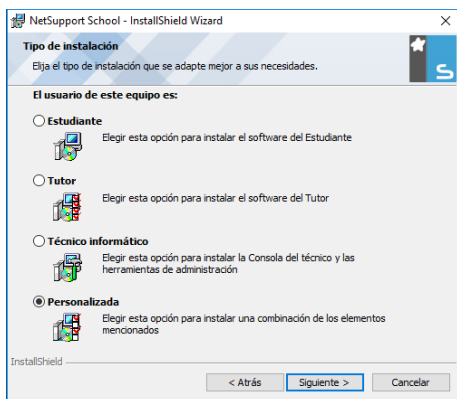 NetSupport School - InstallShield Wizard
Tipo de instalación
Elija el tipo de instalación que se adapte mejor a sus necesidades.
S
El usuario de este equipo es:
Estudiante
Elegir esta opción para instalar el software del Estudiante
Tutor
Elegir esta opción para instalar el software del Tutor
Técnico informático
Elegir esta opción para instalar la Consola del técnico y las
herramientas de administración
Personalizada
Elegir esta opción para instalar una combinación de los elementos
mencionados
InstallShield
< Atrás
Siguiente >
Cancelar